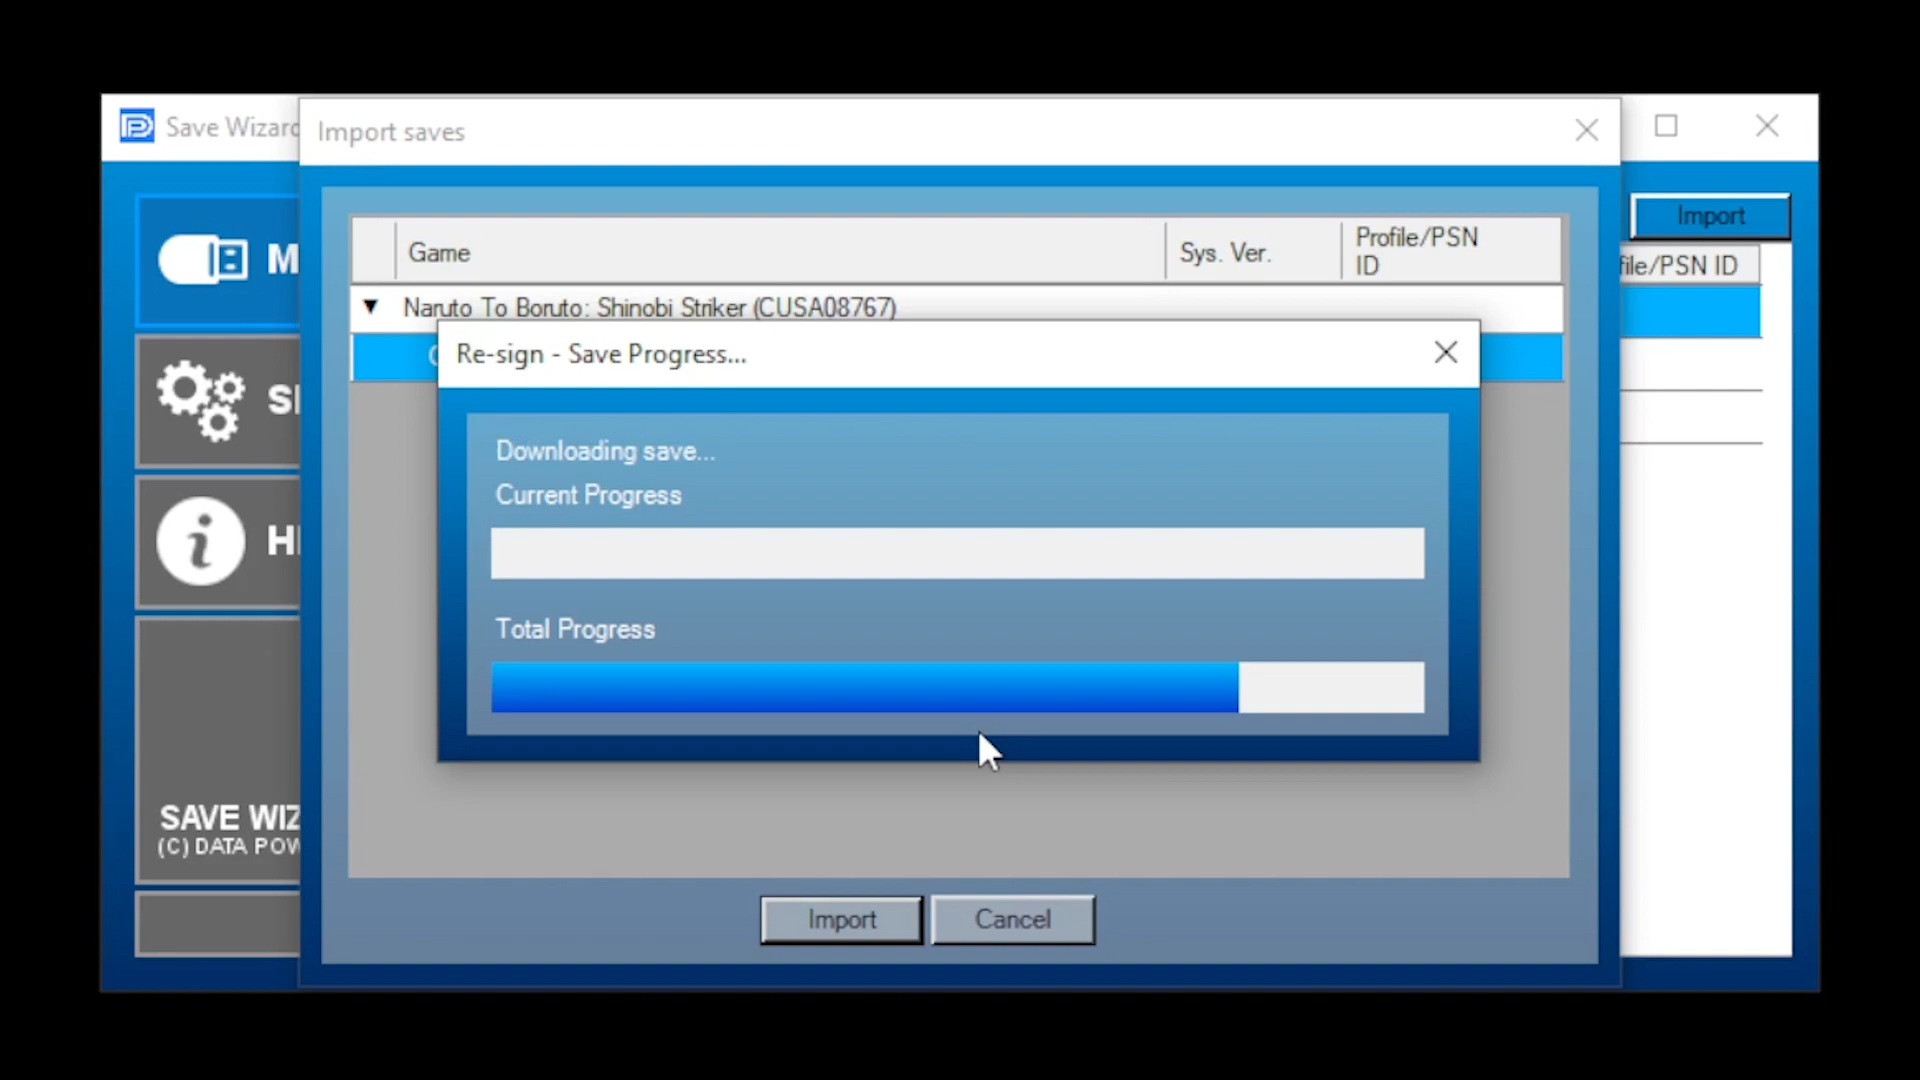 Save Wizard
Import saves
Import
Game
Sys. Ver.
Profile/PSN
ID
file/PSN ID
Naruto To Boruto: Shinobi Striker (CUSA08767)
Re-sign - Save Progress...
Downloading save...
Current Progress
Total Progress
SAVE WIZ
(C) DATA POW
Import
Cancel